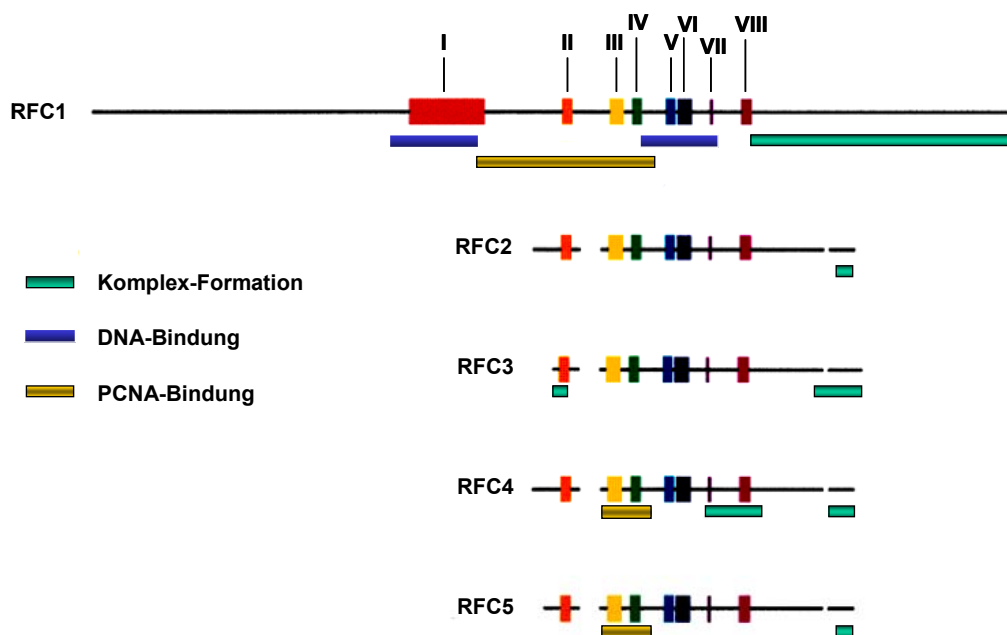 I II III IV V VI VII VIII
RFC1
RFC2
Komplex-Formation
DNA-Bindung
RFC3
PCNA-Bindung
RFC4
RFC5